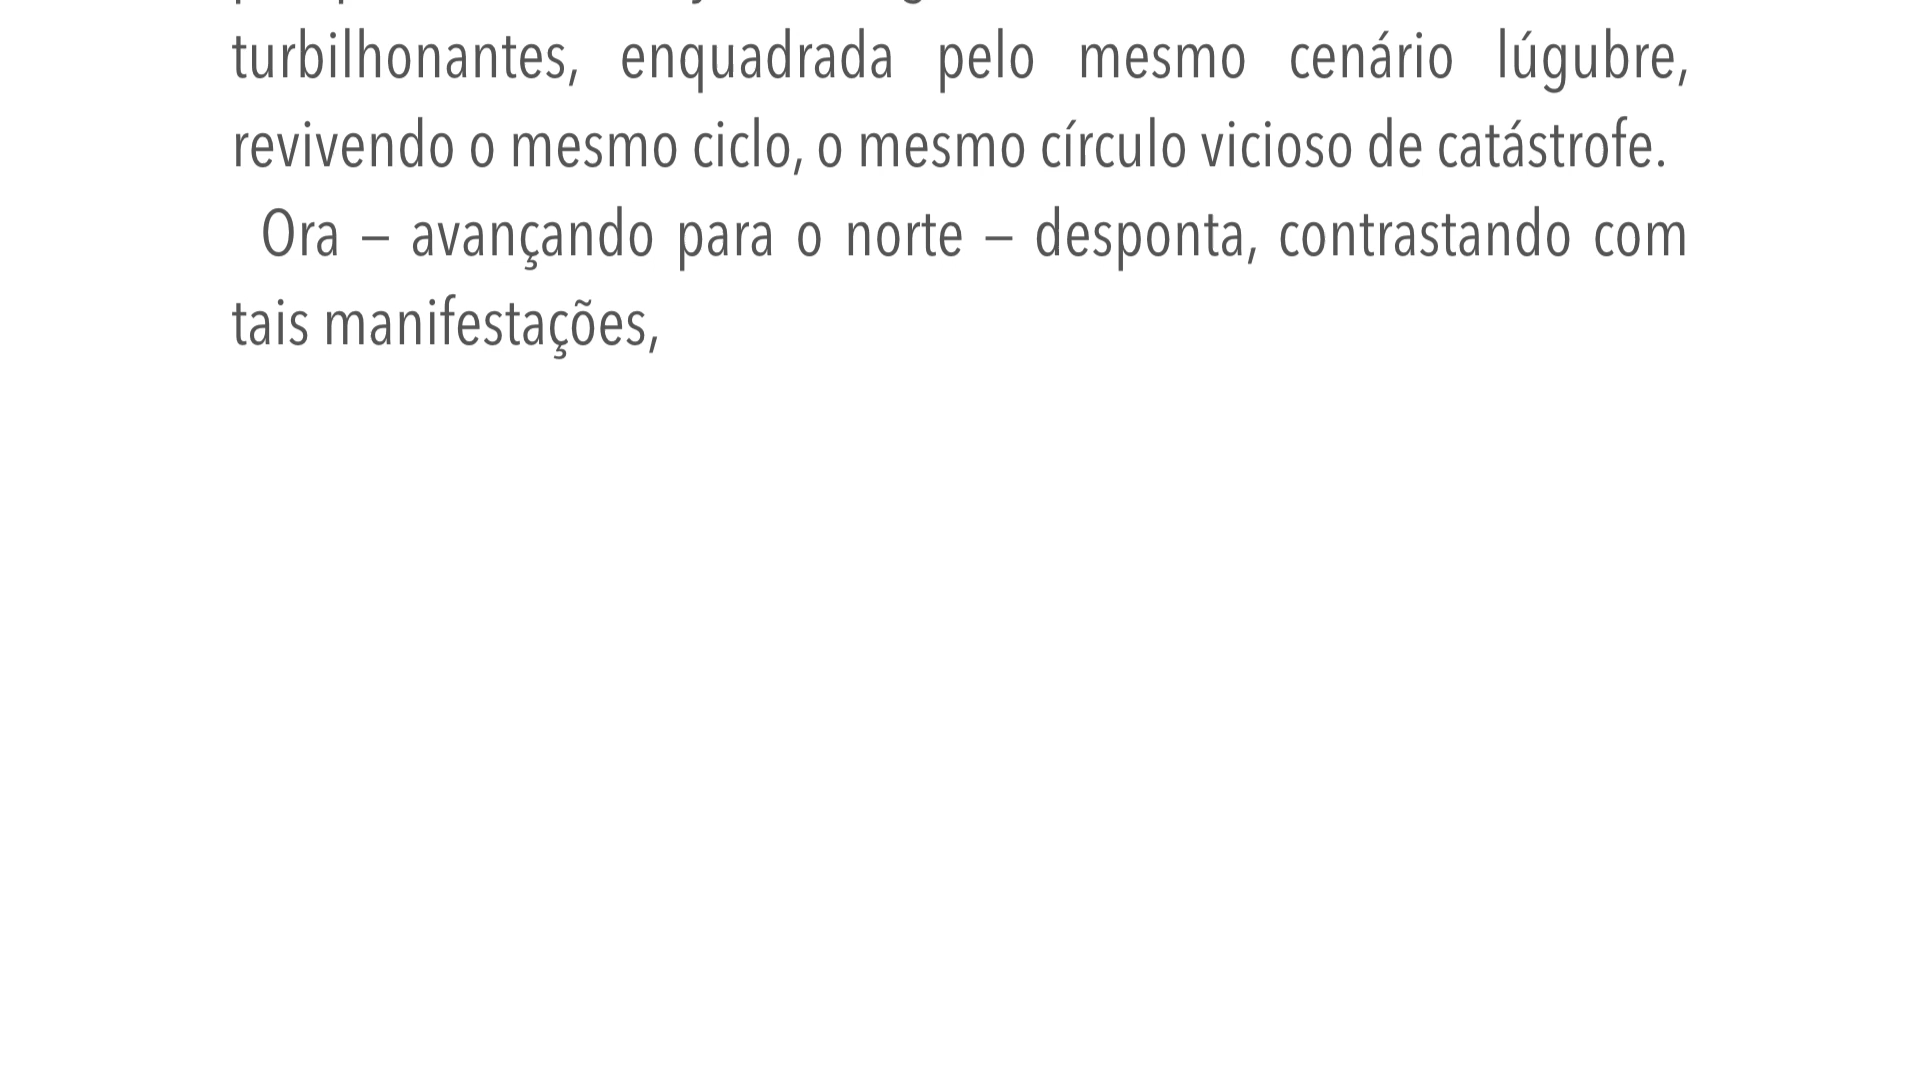 turbilhonantes, enquadrada pelo mesmo cenário lúgubre,
revivendo o mesmo ciclo, o mesmo círculo vicioso de catástrofe.
Ora – avançando para o norte – desponta, contrastando com
tais manifestações,